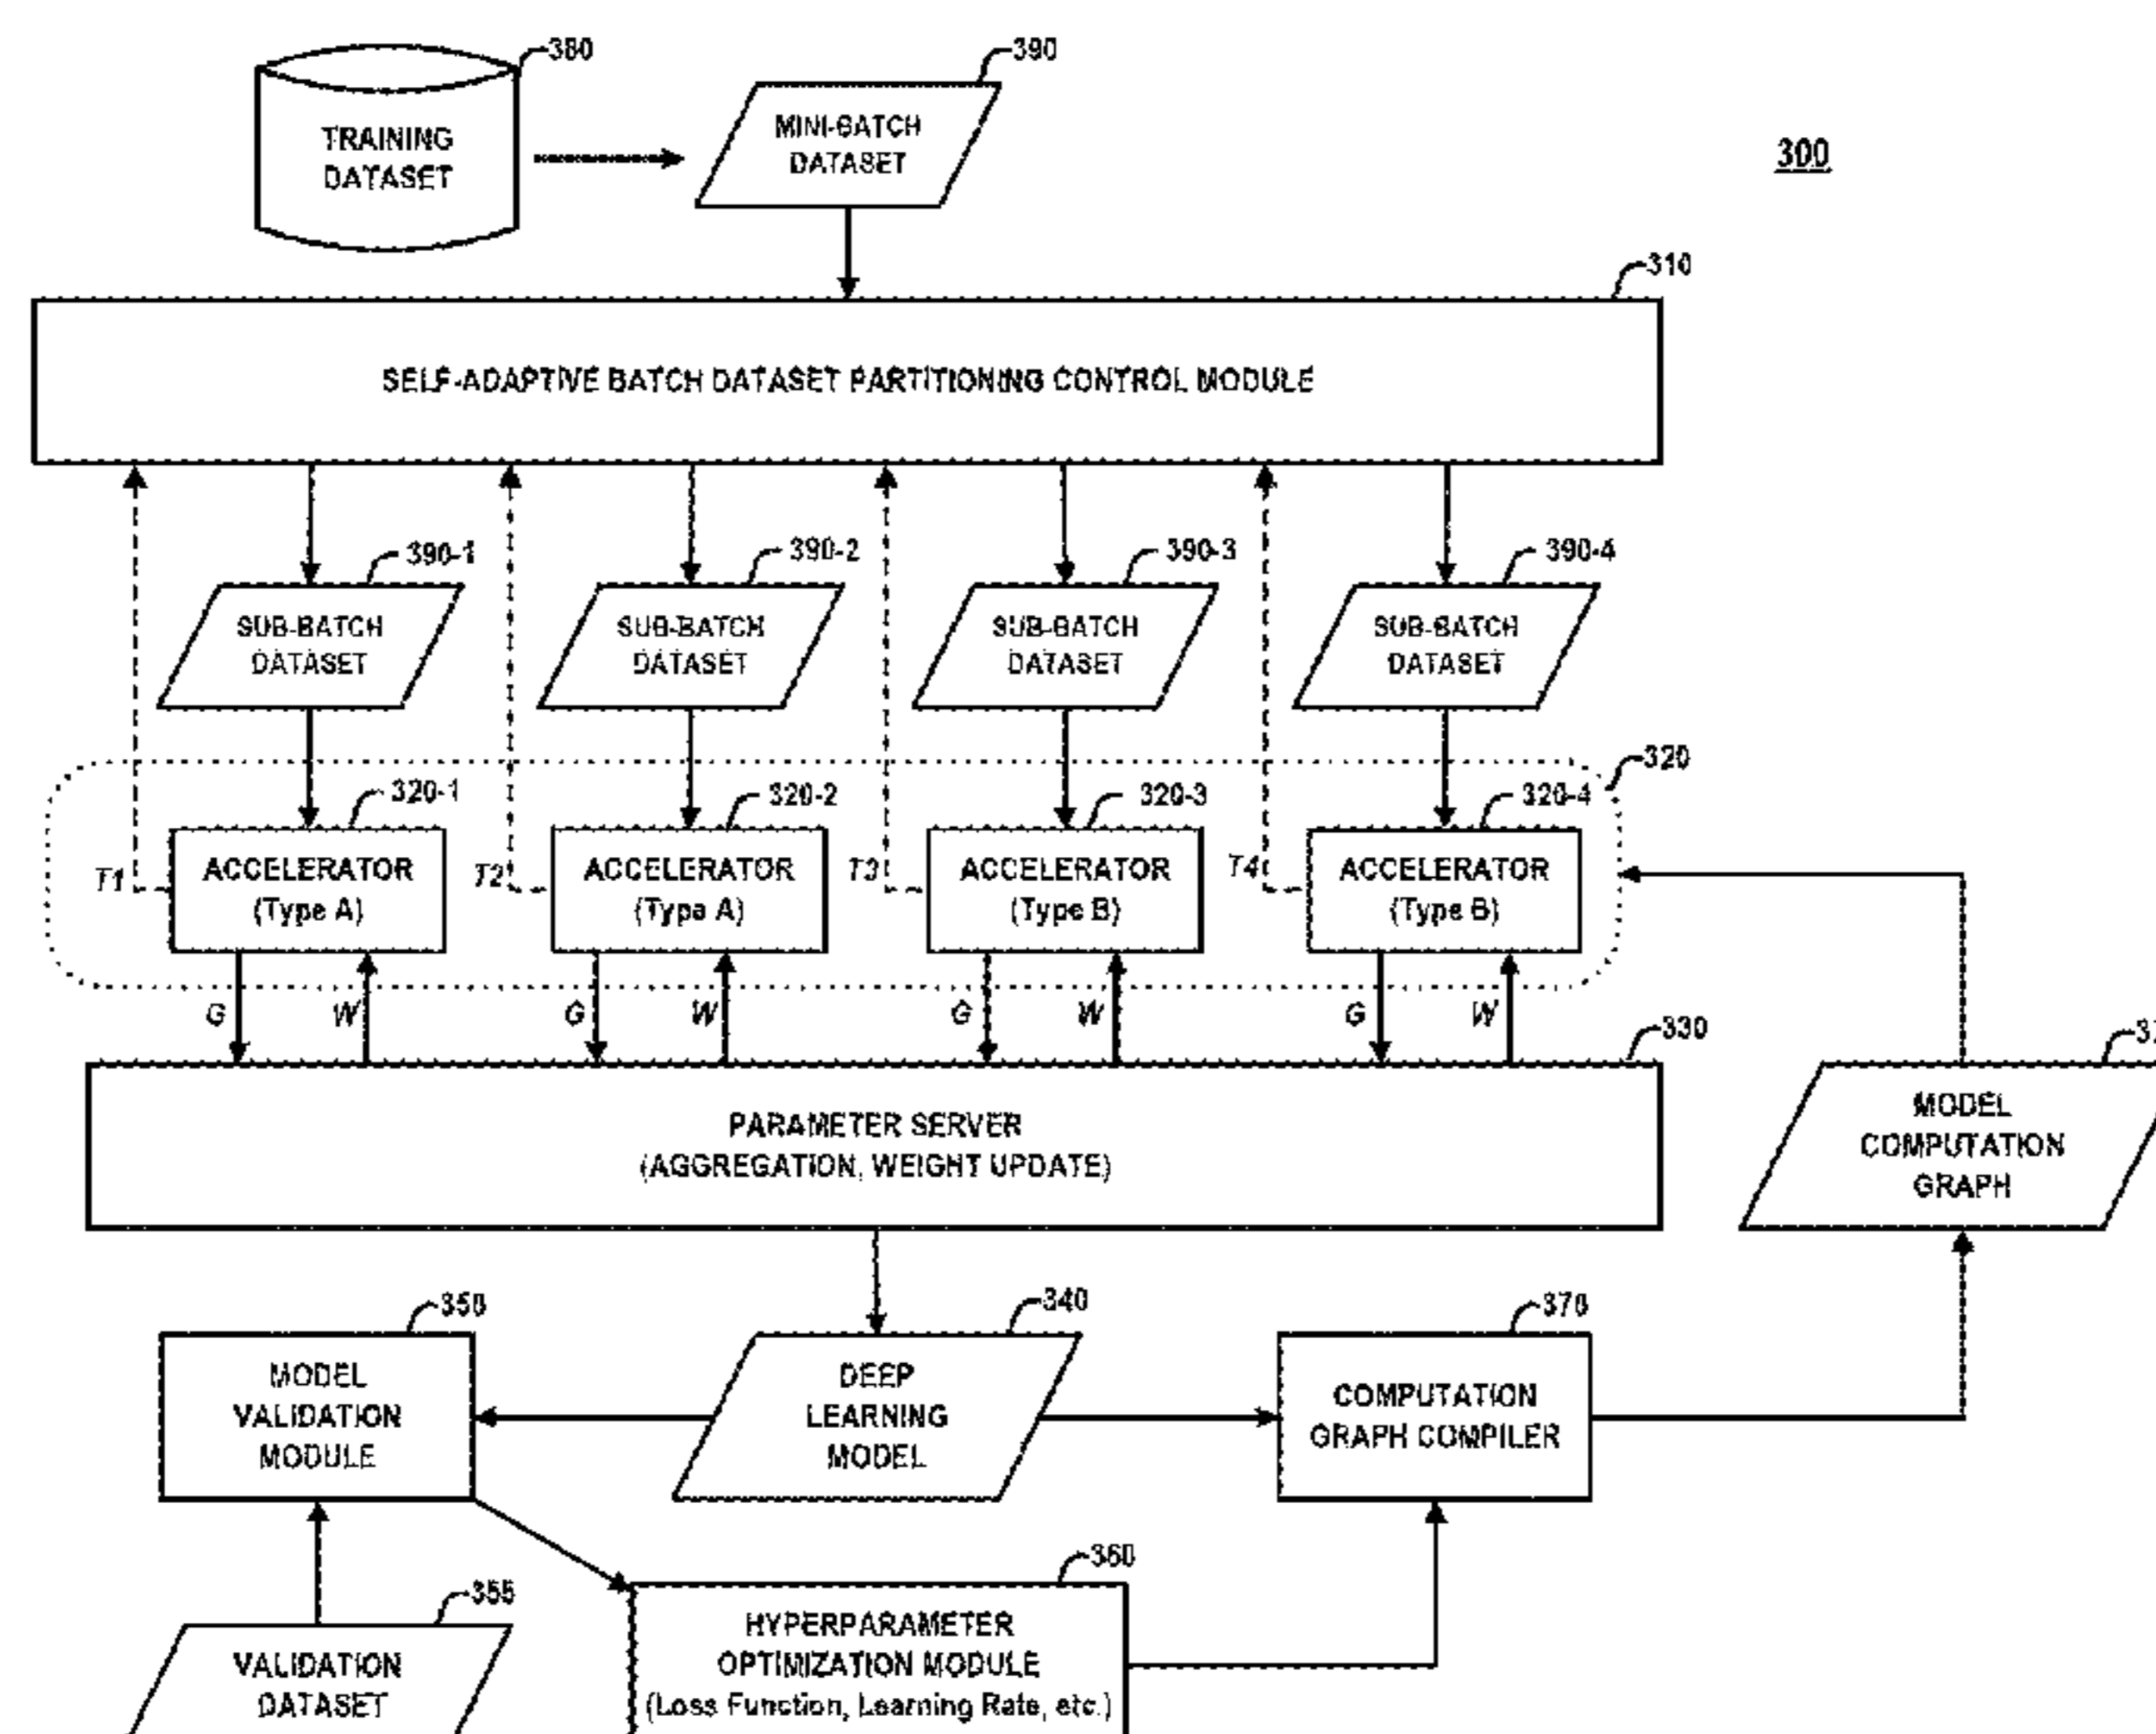 380
390
TRAINING
DATASET
MINI-BATCH
DATASET
300
310
SELF-ADAPTIVE BATCH DATASET PARTITIONING CONTROL MODULE
390-1
390-2
390-3
390-4
SUB-BATCH
DATASET
SUB-BATCH
DATASET
SUB-BATCH
DATASET
SUB-BATCH
DATASET
320
320-1
320-2
320-3
320-4
T1
ACCELERATOR
(Type A)
T2
ACCELERATOR
(Type A)
T3
ACCELERATOR
(Type B)
T4
ACCELERATOR
(Type B)
G
W
G
W
G
W
G
W
330
PARAMETER SERVER
(AGGREGATION, WEIGHT UPDATE)
MODEL
COMPUTATION
GRAPH
350
340
370
MODEL
VALIDATION
MODULE
DEEP
LEARNING
MODEL
COMPUTATION
GRAPH COMPILER
355
360
VALIDATION
DATASET
HYPERPARAMETER
OPTIMIZATION MODULE
(Loss Function, Learning Rate, etc.)